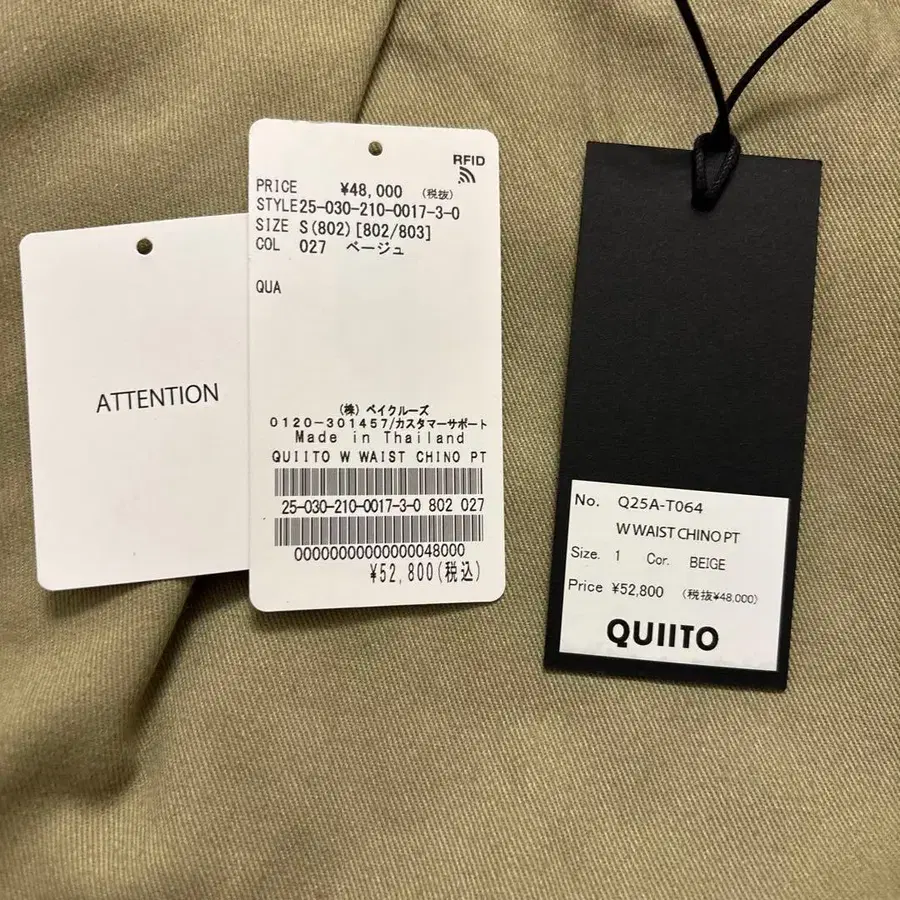 ATTENTION
RFID
PRICE ¥48,000 (税抜)
STYLE25-030-210-0017-3-0
SIZE S(802)[802/803]
COL 027 ベージュ
QUA
(株) ベイクルーズ
0120-301457/カスタマーサポート
Made in Thailand
QUIITO W WAIST CHINO PT
25-030-210-0017-3-0 802 027
00000000000000048000
¥52,800(税込)
No. Q25A-T064
W WAIST CHINO PT
Size. 1 Cor. BEIGE
Price ¥52,800 (税抜¥48,000)
QUIITO